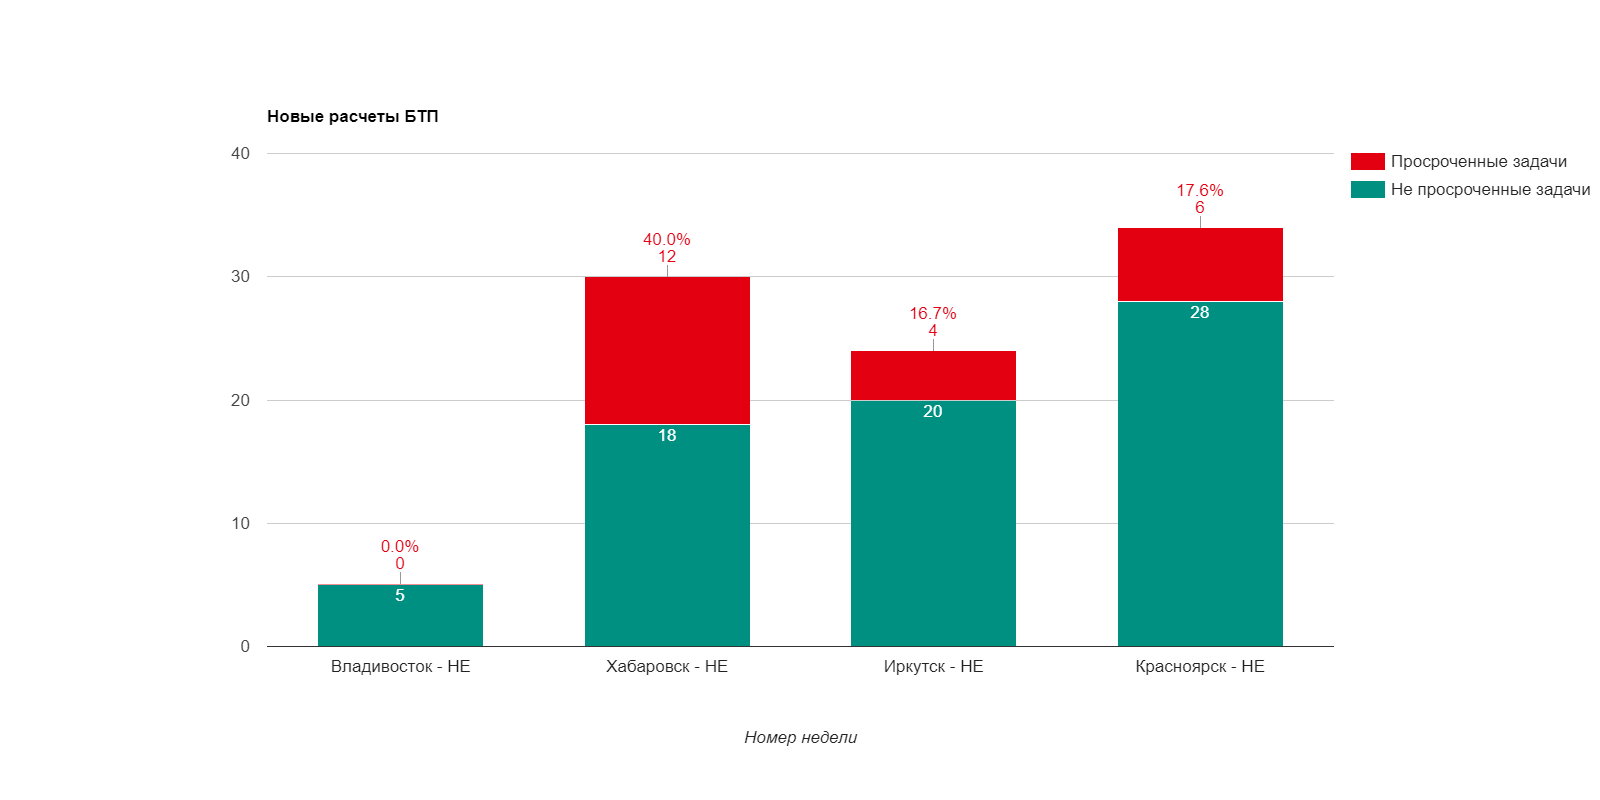 Новые расчеты БТП
40
30
20
10
0
Просроченные задачи
Не просроченные задачи
0.0%
0
5
40.0%
12
18
16.7%
4
20
17.6%
6
28
Владивосток - НЕ
Хабаровск - НЕ
Иркутск - НЕ
Красноярск - НЕ
Номер недели